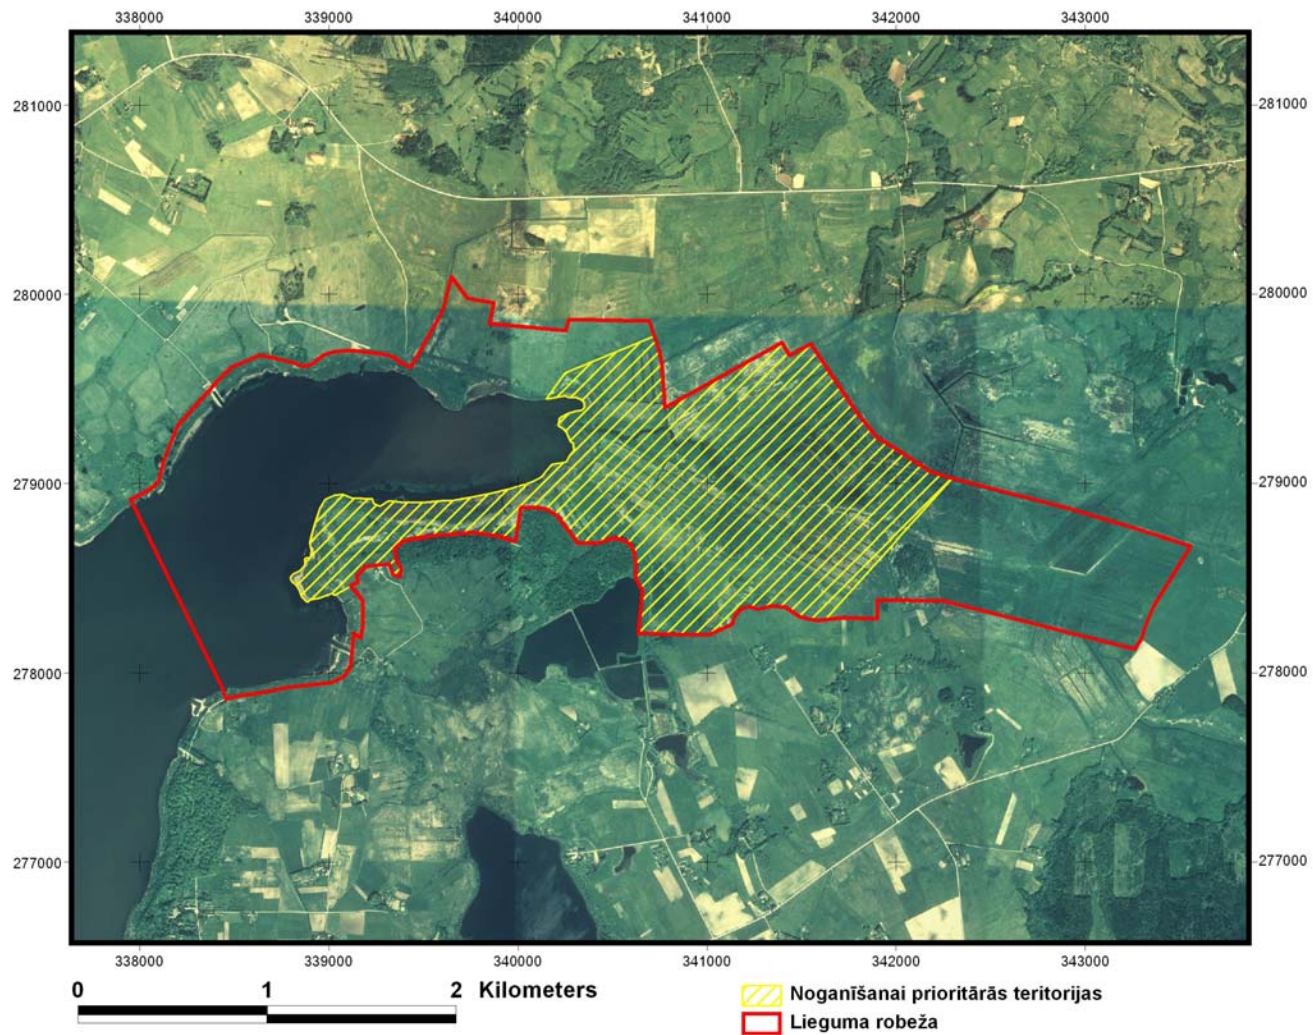 338000 339000 340000 341000 342000 343000
281000 281000
280000 280000
279000 279000
278000 278000
277000 277000
338000 339000 340000 341000 342000 343000
0 1 2 Kilometers
Noganīšanai prioritārās teritorijas
Lieguma robeža